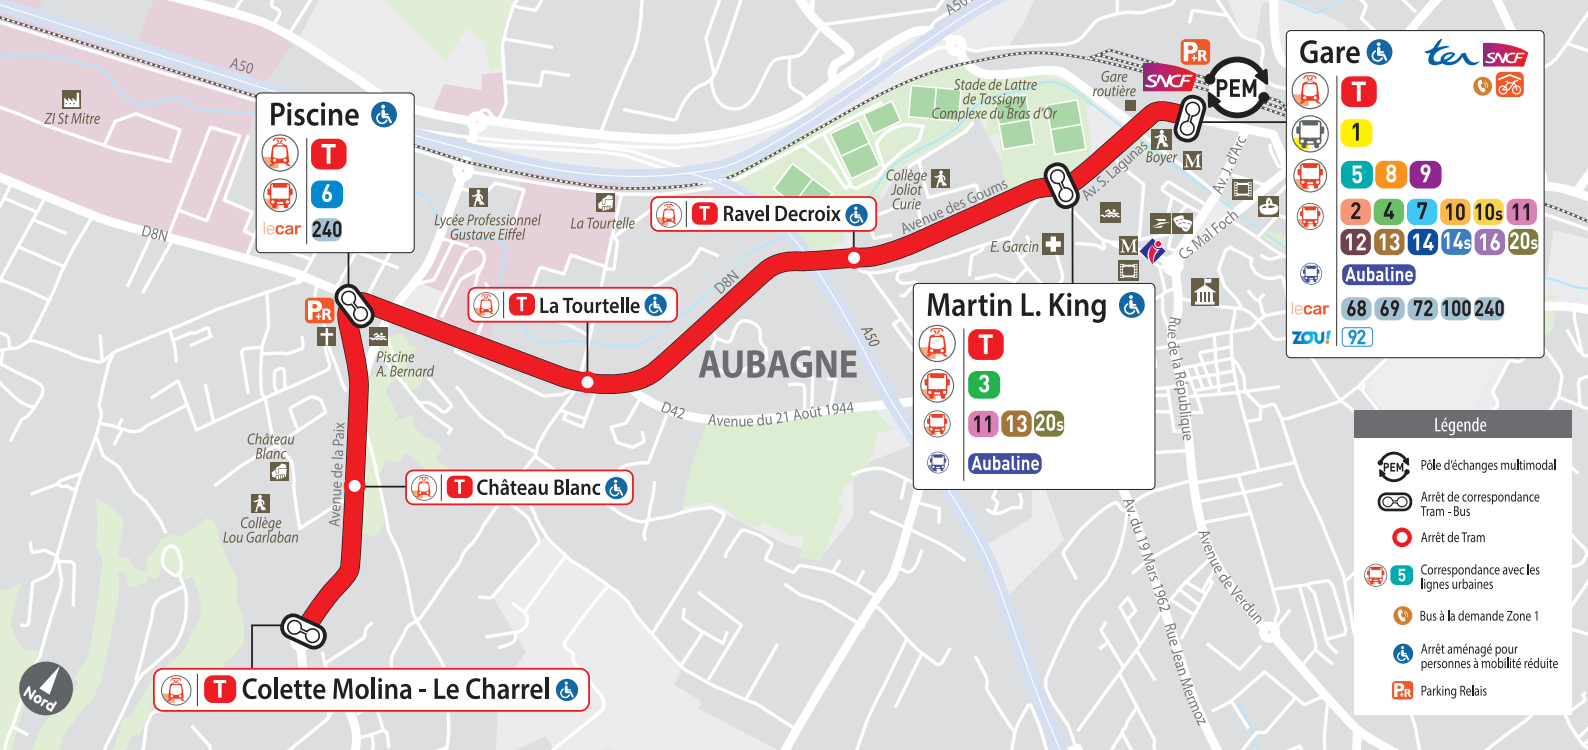 A50
A50
ZI St Mitre
D8N
Piscine
T
6
lecar 240
P+R
Piscine
A. Bernard
Lycée Professionnel
Gustave Eiffel
La Tourtelle
T La Tourtelle
T Ravel Decroix
D8N
Collège
Joliot
Curie
Avenue des Goums
Stade de Lattre
de Tassigny
Complexe du Bras d'Or
Gare
routière
P+R
SNCF
PEM
Boyer
M
Av. S. Lagunas
Av. J. d'Arc
Cs Mal Foch
E. Garcin
M
A50
AUBAGNE
D42
Avenue du 21 Août 1944
Martin L. King
T
3
11 13 20s
Aubaline
Rue de la République
Av. du 19 Mars 1962
Rue Jean Mermoz
Avenue de Verdun
Gare
ter SNCF
T
1
5 8 9
2 4 7 10 10s 11
12 13 14 14s 16 20s
Aubaline
lecar 68 69 72 100 240
ZOU! 92
Château
Blanc
Avenue de la Paix
T Château Blanc
Collège
Lou Garlaban
T Colette Molina - Le Charrel
Nord
Légende
PEM Pôle d'échanges multimodal
Arrêt de correspondance
Tram - Bus
Arrêt de Tram
5 Correspondance avec les
lignes urbaines
Bus à la demande Zone 1
Arrêt aménagé pour
personnes à mobilité réduite
P+R Parking Relais